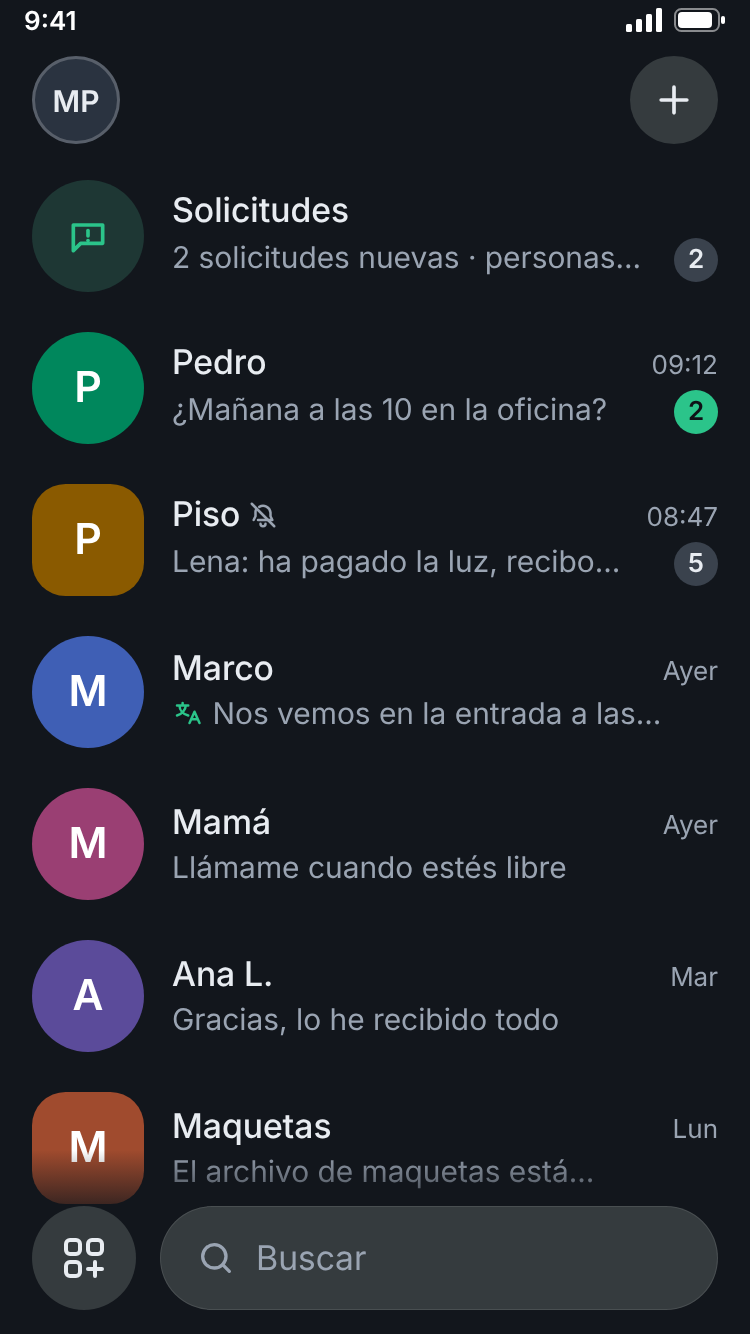 9:41
MP
Solicitudes
2 solicitudes nuevas · personas...
2
P
Pedro
09:12
¿Mañana a las 10 en la oficina?
2
P
Piso
08:47
Lena: ha pagado la luz, recibo...
5
M
Marco
Ayer
Nos vemos en la entrada a las...
M
Mamá
Ayer
Llámame cuando estés libre
A
Ana L.
Mar
Gracias, lo he recibido todo
M
Maquetas
Lun
El archivo de maquetas está...
Buscar